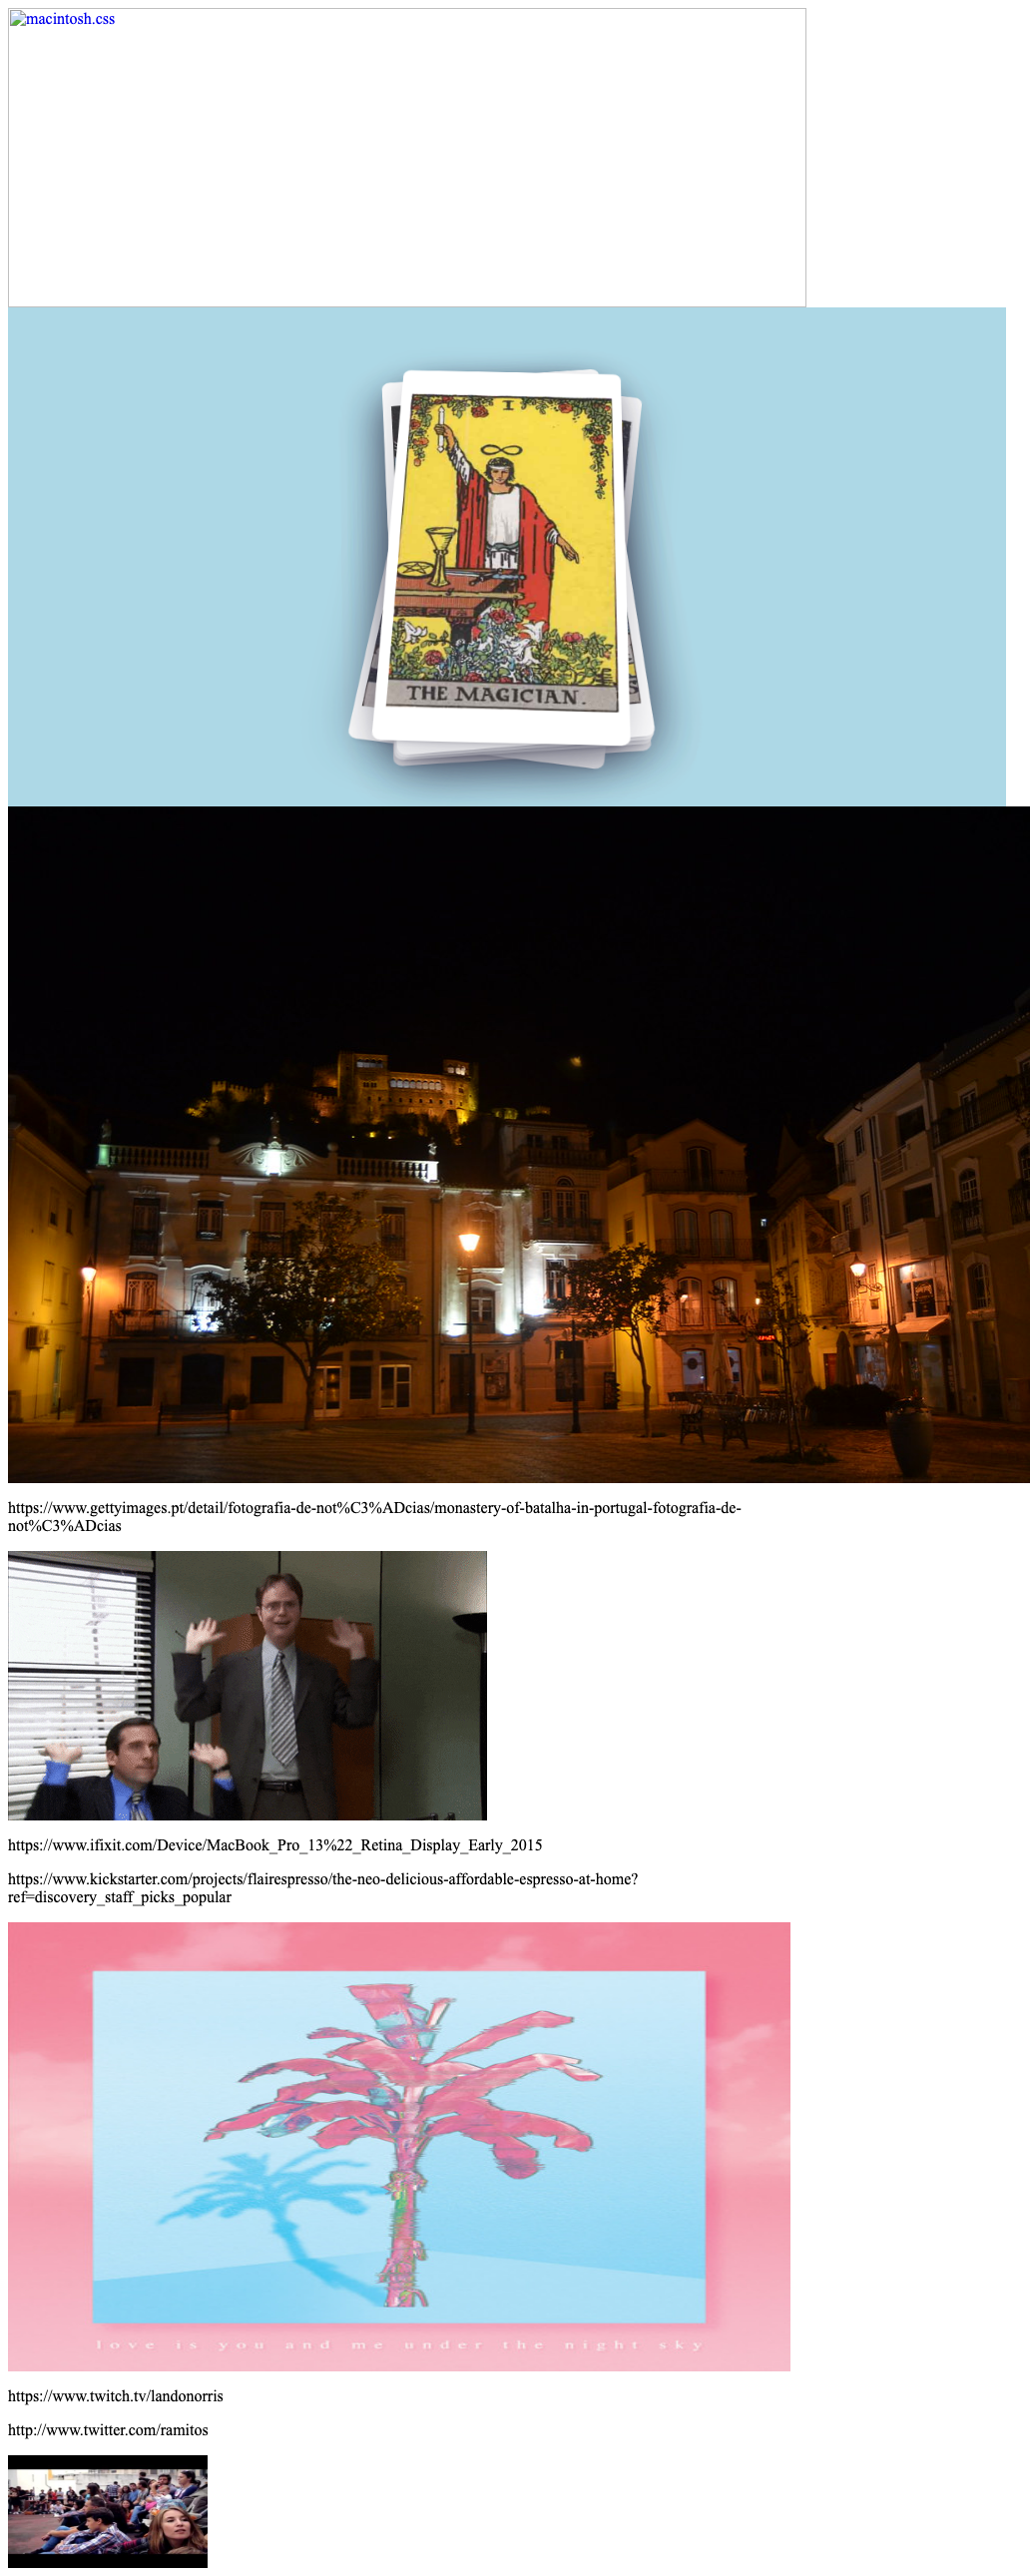 macintosh.css
I
THE MAGICIAN.
S
https://www.gettyimages.pt/detail/fotografia-de-not%C3%ADcias/monastery-of-batalha-in-portugal-fotografia-de-
not%C3%ADcias
https://www.ifixit.com/Device/MacBook_Pro_13%22_Retina_Display_Early_2015
https://www.kickstarter.com/projects/flairespresso/the-neo-delicious-affordable-espresso-at-home?
ref=discovery_staff_picks_popular
love is you and me under the night sky
https://www.twitch.tv/landonorris
http://www.twitter.com/ramitos